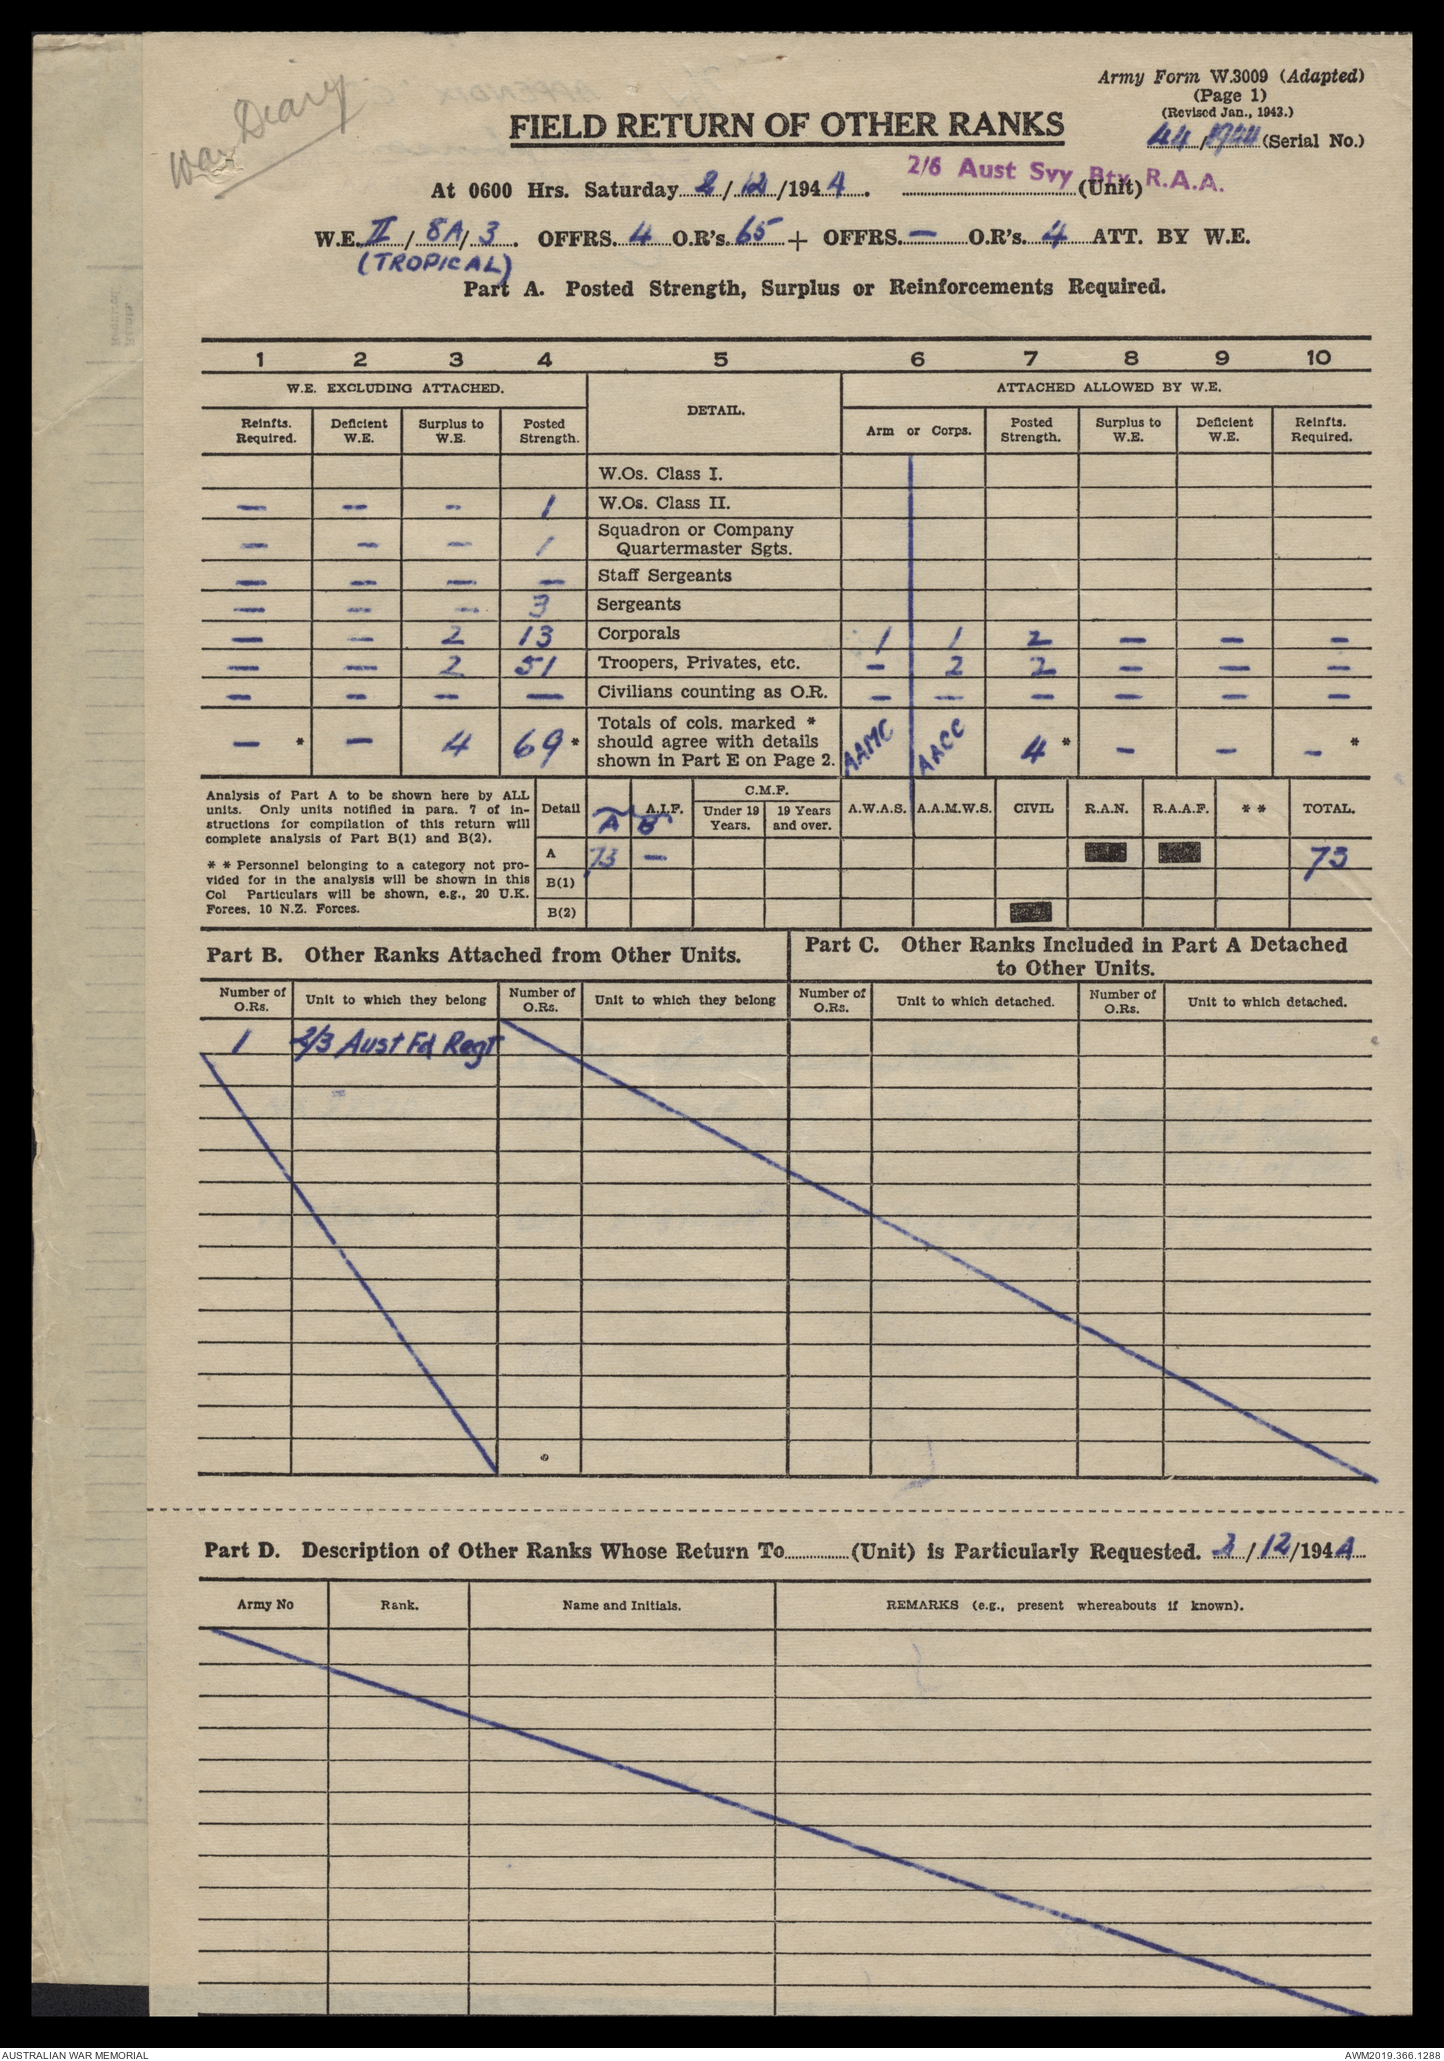 War Diary
Army Form W.3009 (Adapted)
(Page 1)
(Revised Jan., 1943.)
44/1944 (Serial No.)
FIELD RETURN OF OTHER RANKS
2/6 Aust Svy Bty R.A.A.
At 0600 Hrs. Saturday 2/12/1944. (Unit)
W.E. II/8A/3. OFFRS. 4 O.R's. 65 + OFFRS. — O.R's. 4 ATT. BY W.E.
(TROPICAL)
Part A. Posted Strength, Surplus or Reinforcements Required.
1 2 3 4 5 6 7 8 9 10
W.E. EXCLUDING ATTACHED. DETAIL. ATTACHED ALLOWED BY W.E.
Reinfts. Required. Deficient W.E. Surplus to W.E. Posted Strength. Arm or Corps. Posted Strength. Surplus to W.E. Deficient W.E. Reinfts. Required.
W.Os. Class I.
— — — 1 W.Os. Class II.
— — — 1 Squadron or Company
Quartermaster Sgts.
— — — — Staff Sergeants
— — — 3 Sergeants
— — 2 13 Corporals 1 1 2 — — —
— — 2 51 Troopers, Privates, etc. — 2 2 — — —
— — — — Civilians counting as O.R. — — — — — —
Totals of cols. marked *
— * — 4 69 * should agree with details AAMC AACC 4 * — — — *
shown in Part E on Page 2.
Analysis of Part A to be shown here by ALL
units. Only units notified in para. 7 of in-
structions for compilation of this return will
complete analysis of Part B(1) and B(2).
* * Personnel belonging to a category not pro-
vided for in the analysis will be shown in this
Col Particulars will be shown, e.g., 20 U.K.
Forces, 10 N.Z. Forces.
Detail A.I.F. C.M.F. A.W.A.S. A.A.M.W.S. CIVIL R.A.N. R.A.A.F. * * TOTAL.
A B Under 19 Years. 19 Years and over.
A 73 — 73
B(1)
B(2)
Part B. Other Ranks Attached from Other Units.
Part C. Other Ranks Included in Part A Detached
to Other Units.
Number of O.Rs. Unit to which they belong Number of O.Rs. Unit to which they belong Number of O.Rs. Unit to which detached. Number of O.Rs. Unit to which detached.
1 2/3 Aust Fd Regt
Part D. Description of Other Ranks Whose Return To (Unit) is Particularly Requested. 2/12/1944
Army No Rank. Name and Initials. REMARKS (e.g., present whereabouts if known).
AUSTRALIAN WAR MEMORIAL
AWM2019.366.1288